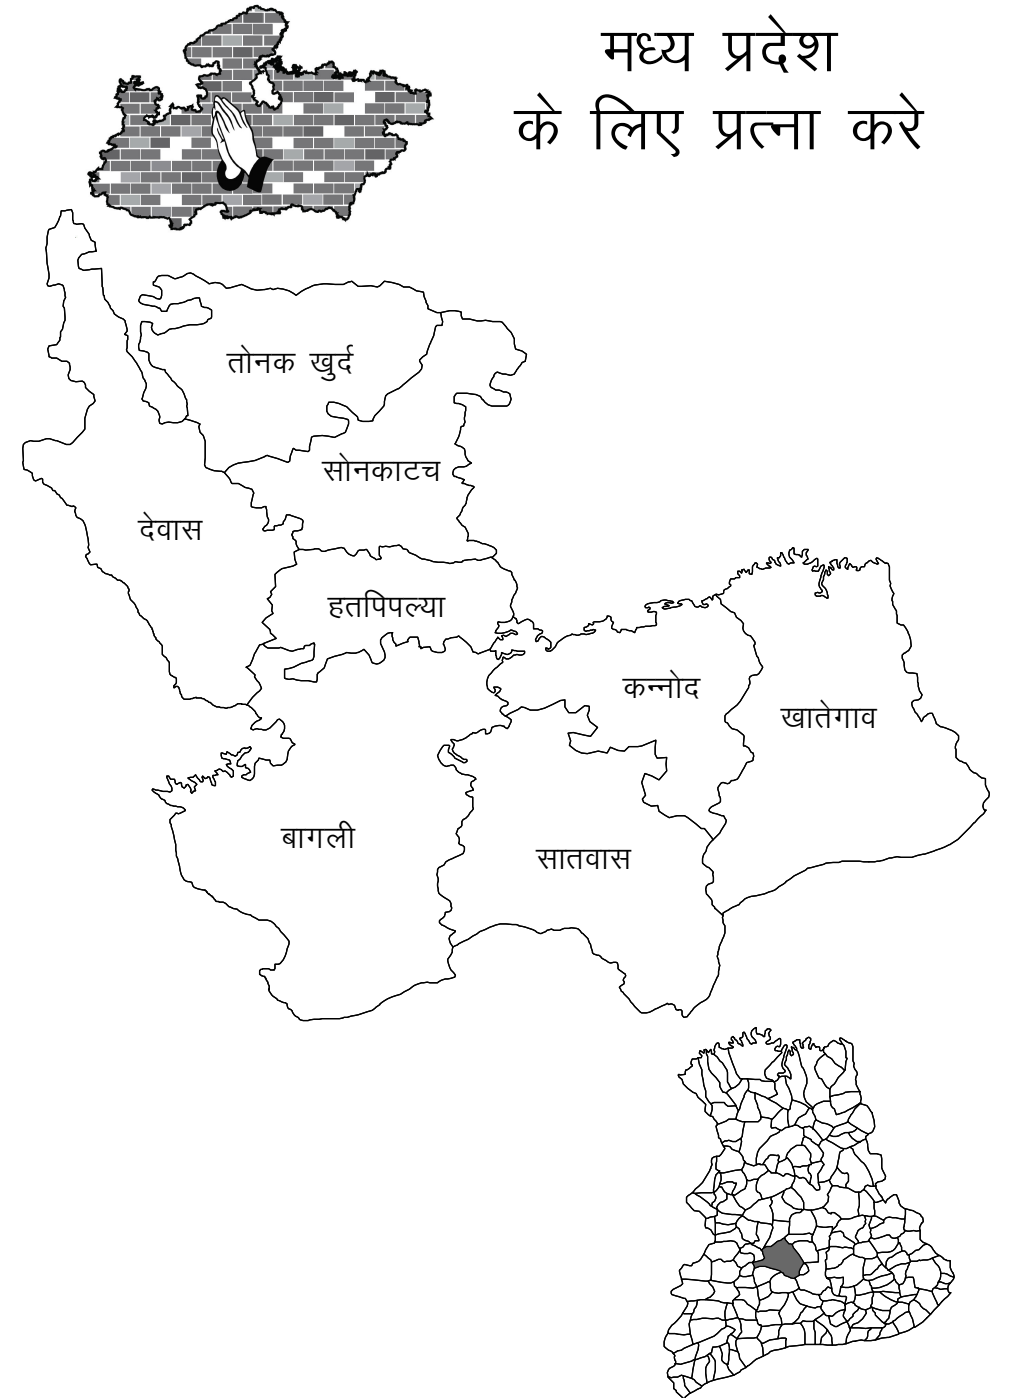 मध्य प्रदेश
के लिए प्रत्ना करे
तोनक खुर्द
सोनकाटच
देवास
हतपिपल्या
कन्नोद
खातेगाव
बागली
सातवास